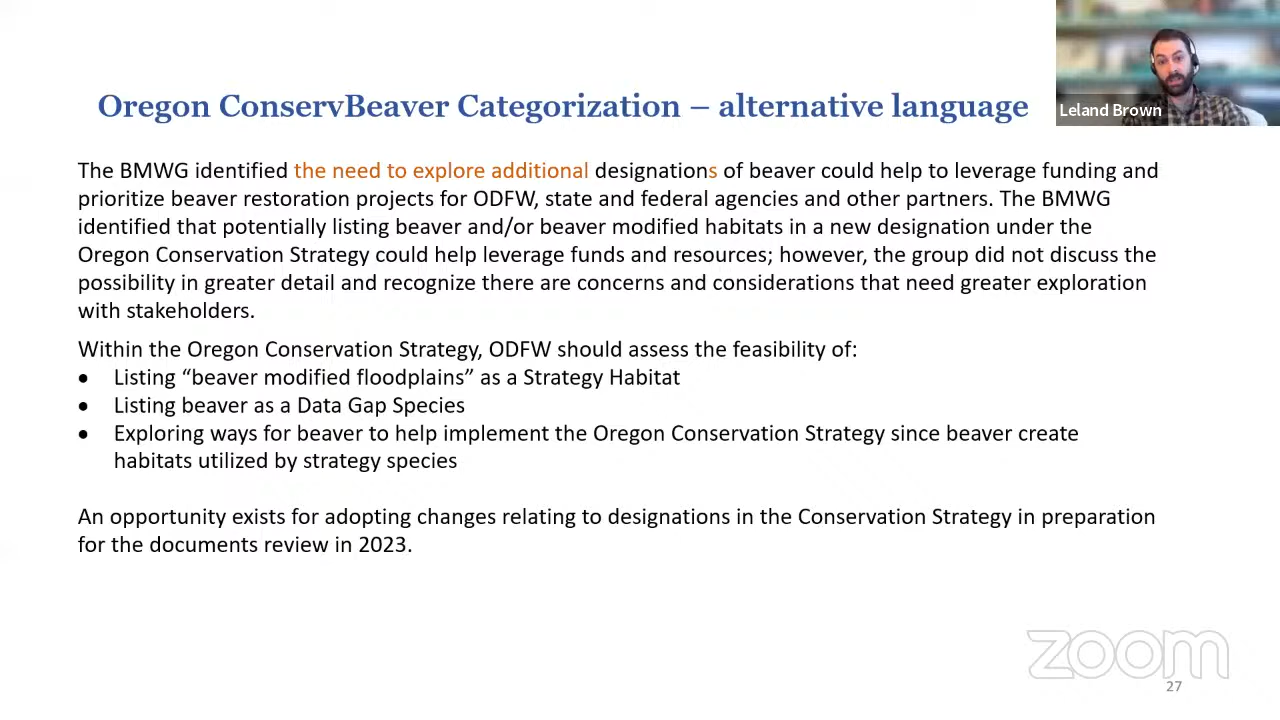 Oregon ConservBeaver Categorization – alternative language
Leland Brown
The BMWG identified the need to explore additional designations of beaver could help to leverage funding and
prioritize beaver restoration projects for ODFW, state and federal agencies and other partners. The BMWG
identified that potentially listing beaver and/or beaver modified habitats in a new designation under the
Oregon Conservation Strategy could help leverage funds and resources; however, the group did not discuss the
possibility in greater detail and recognize there are concerns and considerations that need greater exploration
with stakeholders.
Within the Oregon Conservation Strategy, ODFW should assess the feasibility of:
• Listing “beaver modified floodplains” as a Strategy Habitat
• Listing beaver as a Data Gap Species
• Exploring ways for beaver to help implement the Oregon Conservation Strategy since beaver create
habitats utilized by strategy species
An opportunity exists for adopting changes relating to designations in the Conservation Strategy in preparation
for the documents review in 2023.
zoom
27